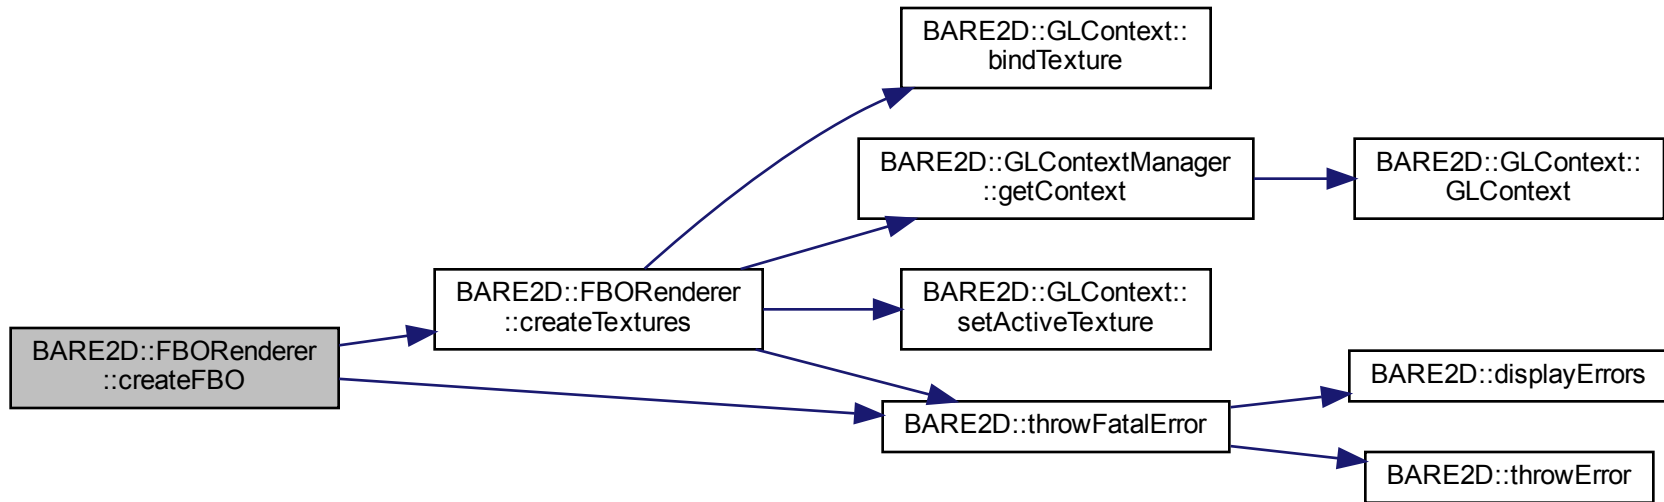 BARE2D::GLContext::
bindTexture
BARE2D::GLContextManager
::getContext
BARE2D::GLContext::
GLContext
BARE2D::FBORenderer
::createTextures
BARE2D::GLContext::
setActiveTexture
BARE2D::FBORenderer
::createFBO
BARE2D::displayErrors
BARE2D::throwFatalError
BARE2D::throwError